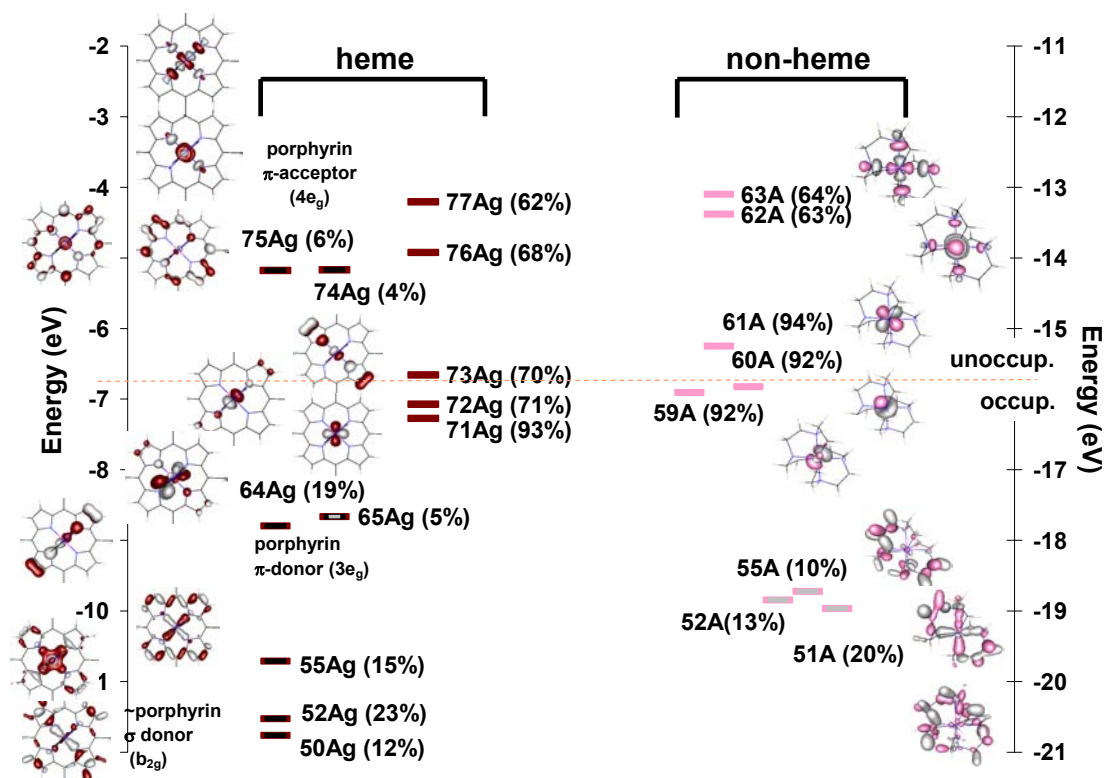 heme
non-heme
-2
-3
-4
-6
-7
-8
-10
1
Energy (eV)
porphyrin
π-acceptor
(4eg)
77Ag (62%)
75Ag (6%)
76Ag (68%)
74Ag (4%)
73Ag (70%)
72Ag (71%)
71Ag (93%)
64Ag (19%)
65Ag (5%)
porphyrin
π-donor (3eg)
55Ag (15%)
~porphyrin
σ donor
(b2g)
52Ag (23%)
50Ag (12%)
63A (64%)
62A (63%)
61A (94%)
60A (92%)
unoccup.
59A (92%)
occup.
55A (10%)
52A(13%)
51A (20%)
-11
-12
-13
-14
-15
-17
-18
-19
-20
-21
Energy (eV)